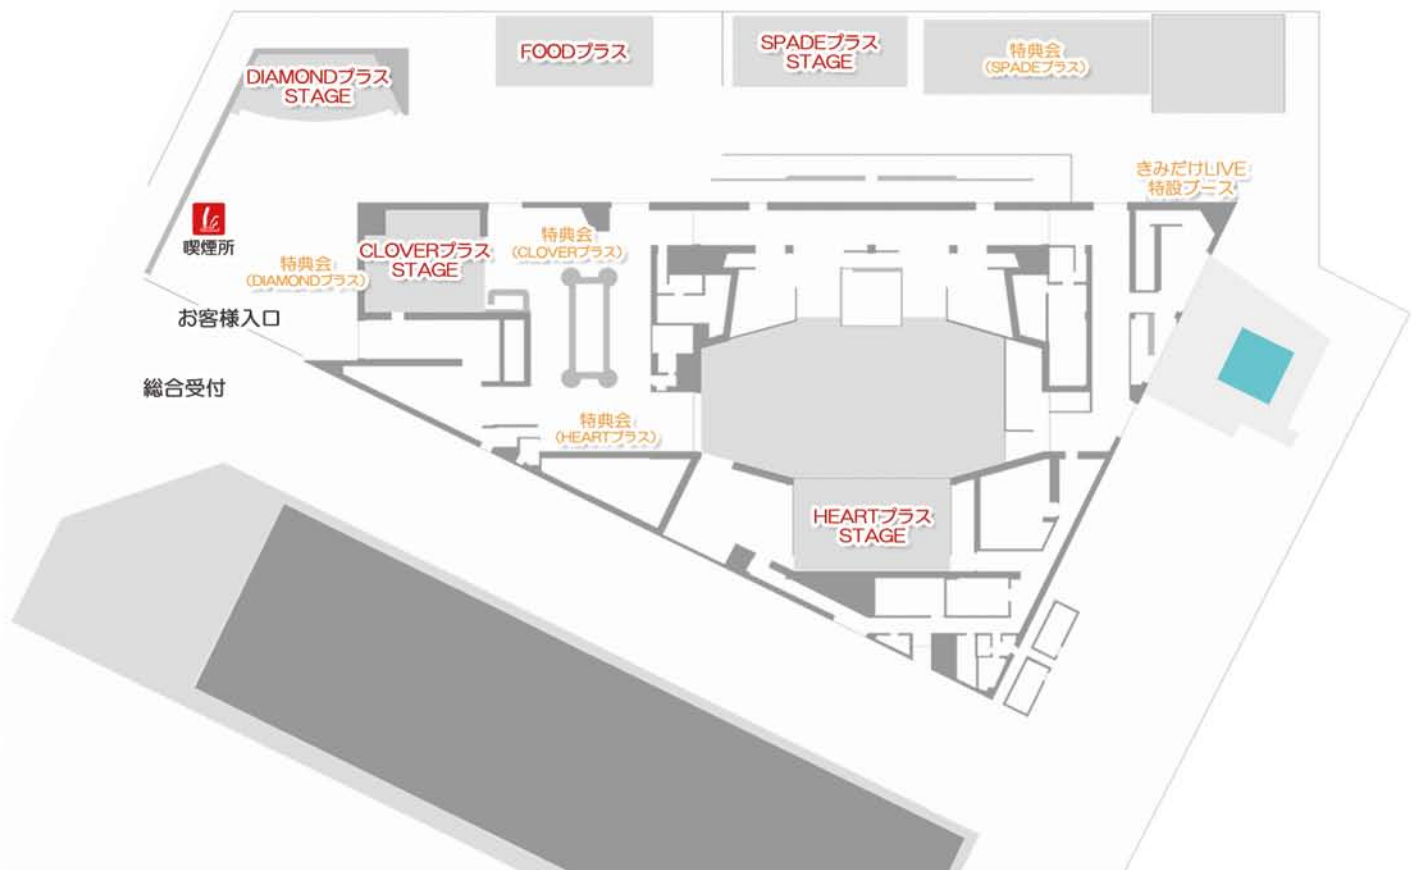 DIAMONDプラス
STAGE
FOODプラス
SPADEプラス
STAGE
特典会
(SPADEプラス)
きみだけLIVE
特設ブース
喫煙所
CLOVERプラス
STAGE
特典会
(CLOVERプラス)
特典会
(DIAMONDプラス)
お客様入口
総合受付
特典会
(HEARTプラス)
HEARTプラス
STAGE